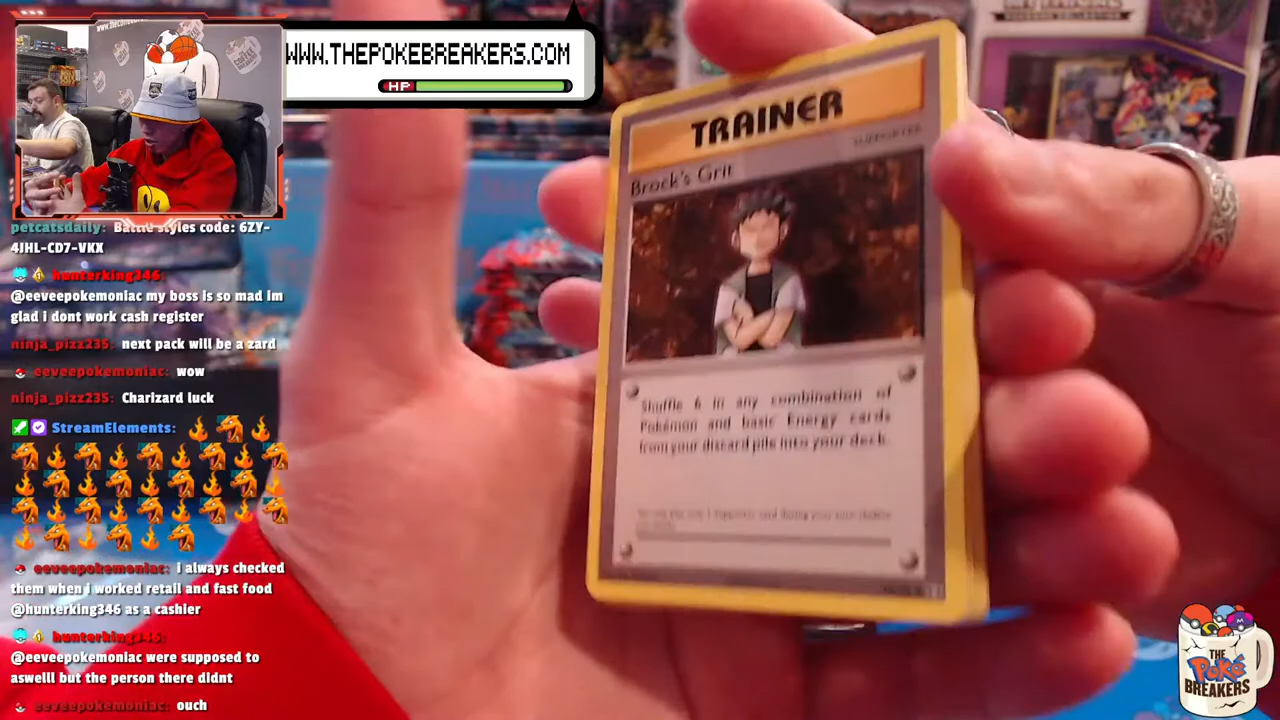 WWW.THEPOKEBREAKERS.COM
HP
TRAINER
SUPPORTER
Brock's Grit
Shuffle 6 in any combination of
Pokémon and basic Energy cards
from your discard pile into your deck.
petcatsdaily: Battle styles code: 6ZY-
4JHL-CD7-VKX
hunterking346:
@eeveepokemoniac my boss is so mad im
glad i dont work cash register
ninja_pizz235: next pack will be a zard
eeveepokemoniac: wow
ninja_pizz235: Charizard luck
StreamElements:
eeveepokemoniac: i always checked
them when i worked retail and fast food
@hunterking346 as a cashier
hunterking346:
@eeveepokemoniac were supposed to
aswelll but the person there didnt
eeveepokemoniac: ouch
THE
Poké
BREAKERS